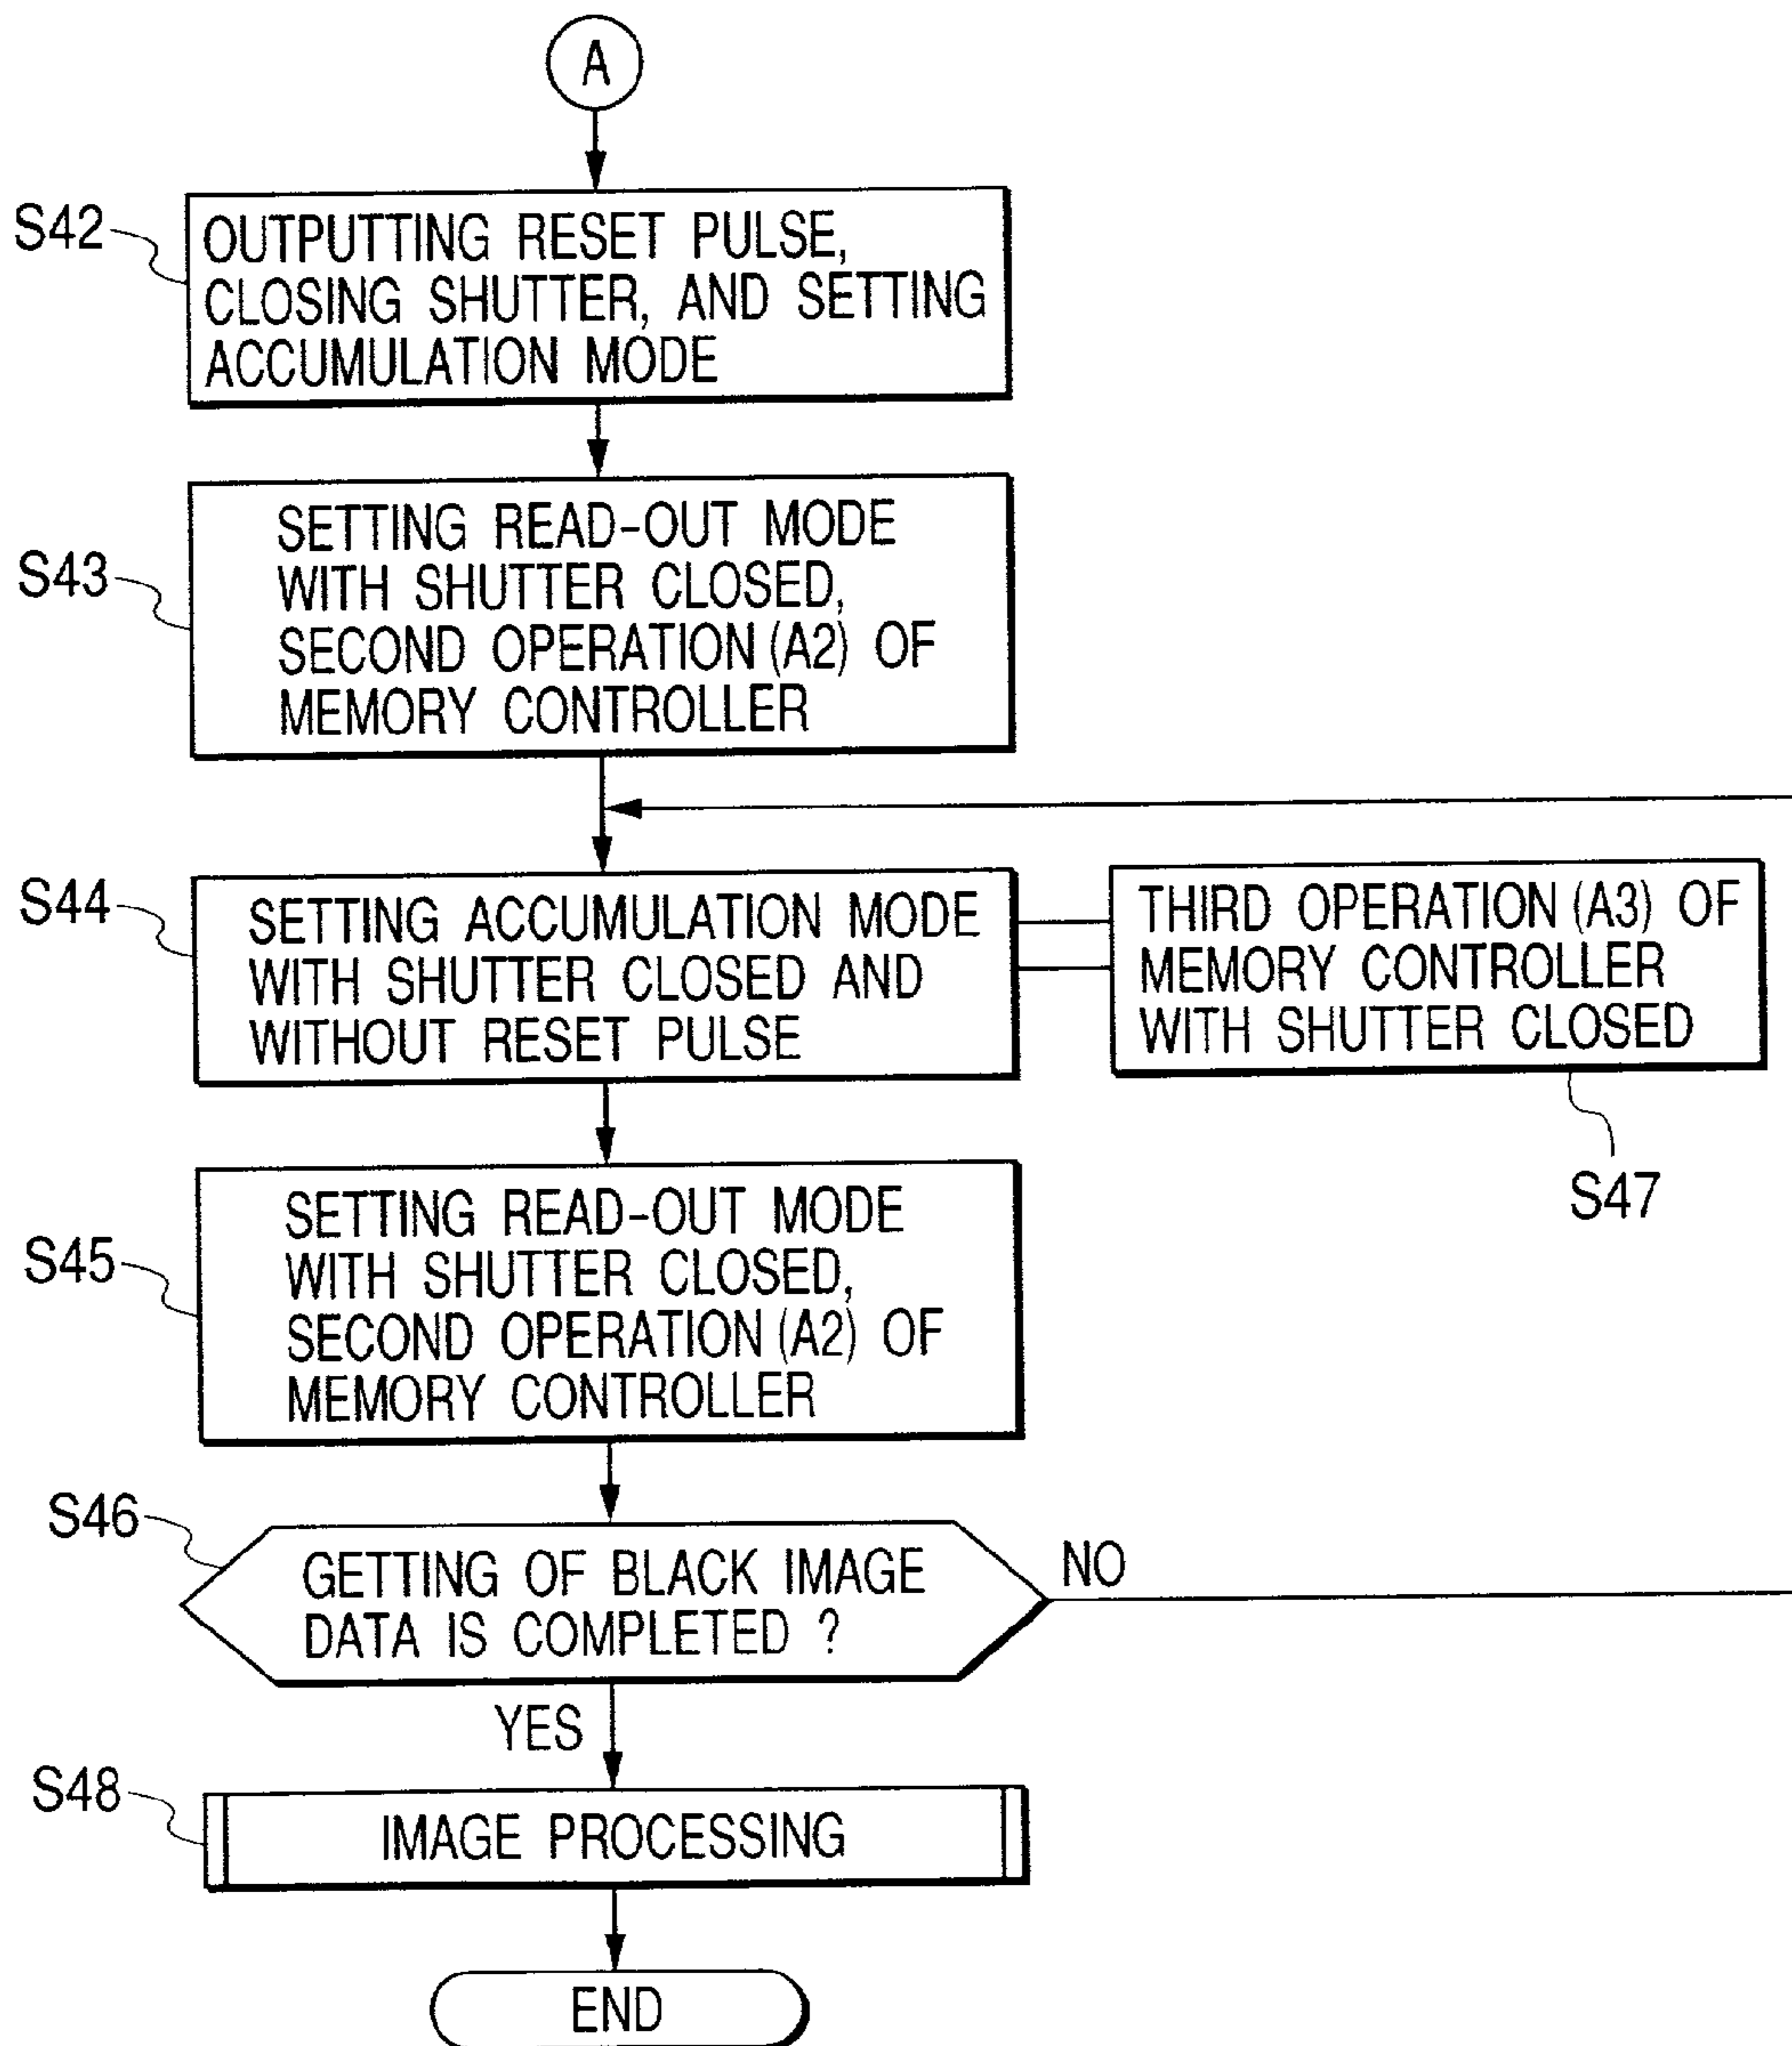 A
S42
OUTPUTTING RESET PULSE,
CLOSING SHUTTER, AND SETTING
ACCUMULATION MODE
S43
SETTING READ-OUT MODE
WITH SHUTTER CLOSED,
SECOND OPERATION (A2) OF
MEMORY CONTROLLER
S44
SETTING ACCUMULATION MODE
WITH SHUTTER CLOSED AND
WITHOUT RESET PULSE
THIRD OPERATION (A3) OF
MEMORY CONTROLLER
WITH SHUTTER CLOSED
S47
S45
SETTING READ-OUT MODE
WITH SHUTTER CLOSED,
SECOND OPERATION (A2) OF
MEMORY CONTROLLER
S46
GETTING OF BLACK IMAGE
DATA IS COMPLETED ?
NO
YES
S48
IMAGE PROCESSING
END